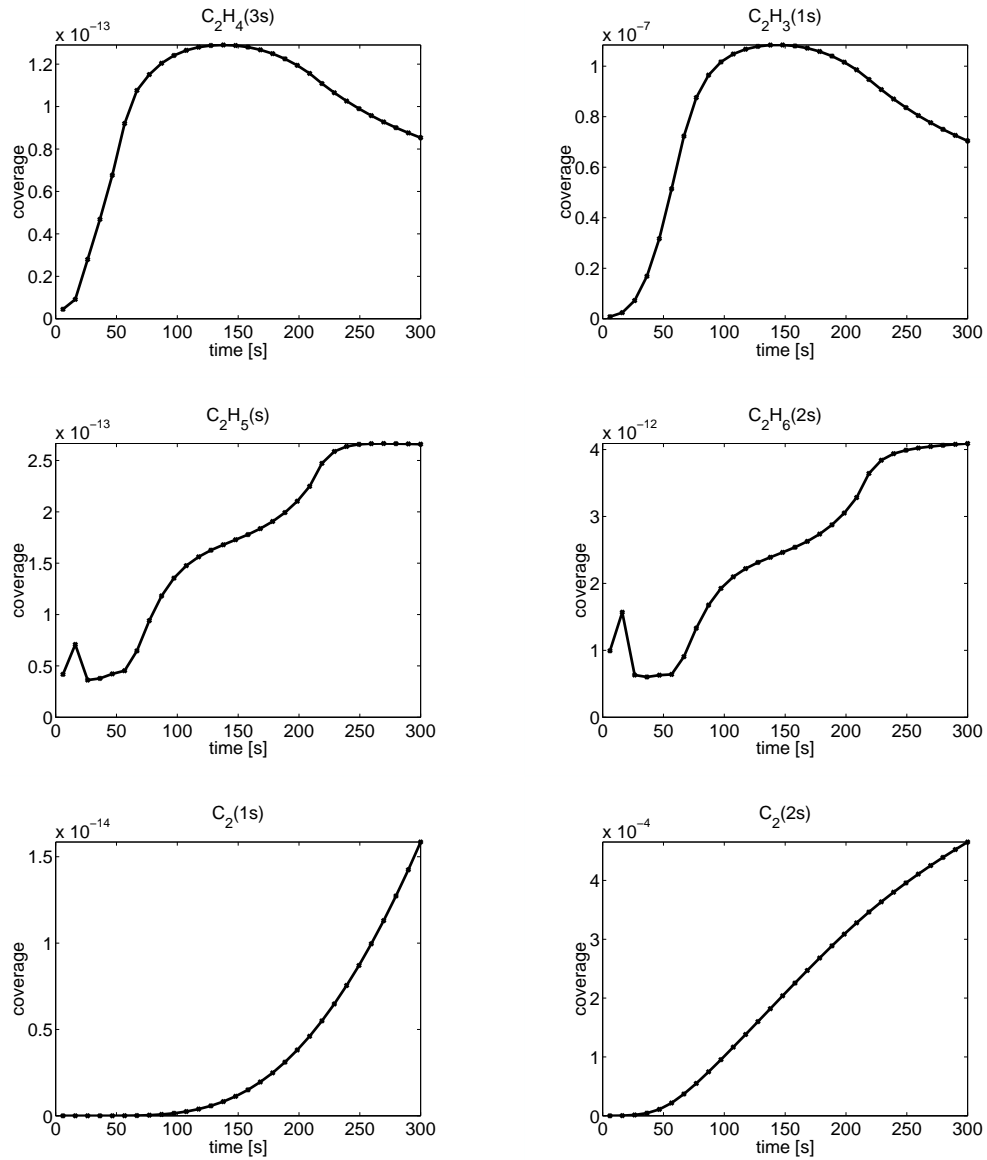 C2H4(3s)
x 10^−13
coverage
1.2
1
0.8
0.6
0.4
0.2
0
0 50 100 150 200 250 300
time [s]
C2H3(1s)
x 10^−7
coverage
1
0.8
0.6
0.4
0.2
0
0 50 100 150 200 250 300
time [s]
C2H5(s)
x 10^−13
coverage
2.5
2
1.5
1
0.5
0
0 50 100 150 200 250 300
time [s]
C2H6(2s)
x 10^−12
coverage
4
3
2
1
0
0 50 100 150 200 250 300
time [s]
C2(1s)
x 10^−14
coverage
1.5
1
0.5
0
0 50 100 150 200 250 300
time [s]
C2(2s)
x 10^−4
coverage
4
3
2
1
0
0 50 100 150 200 250 300
time [s]